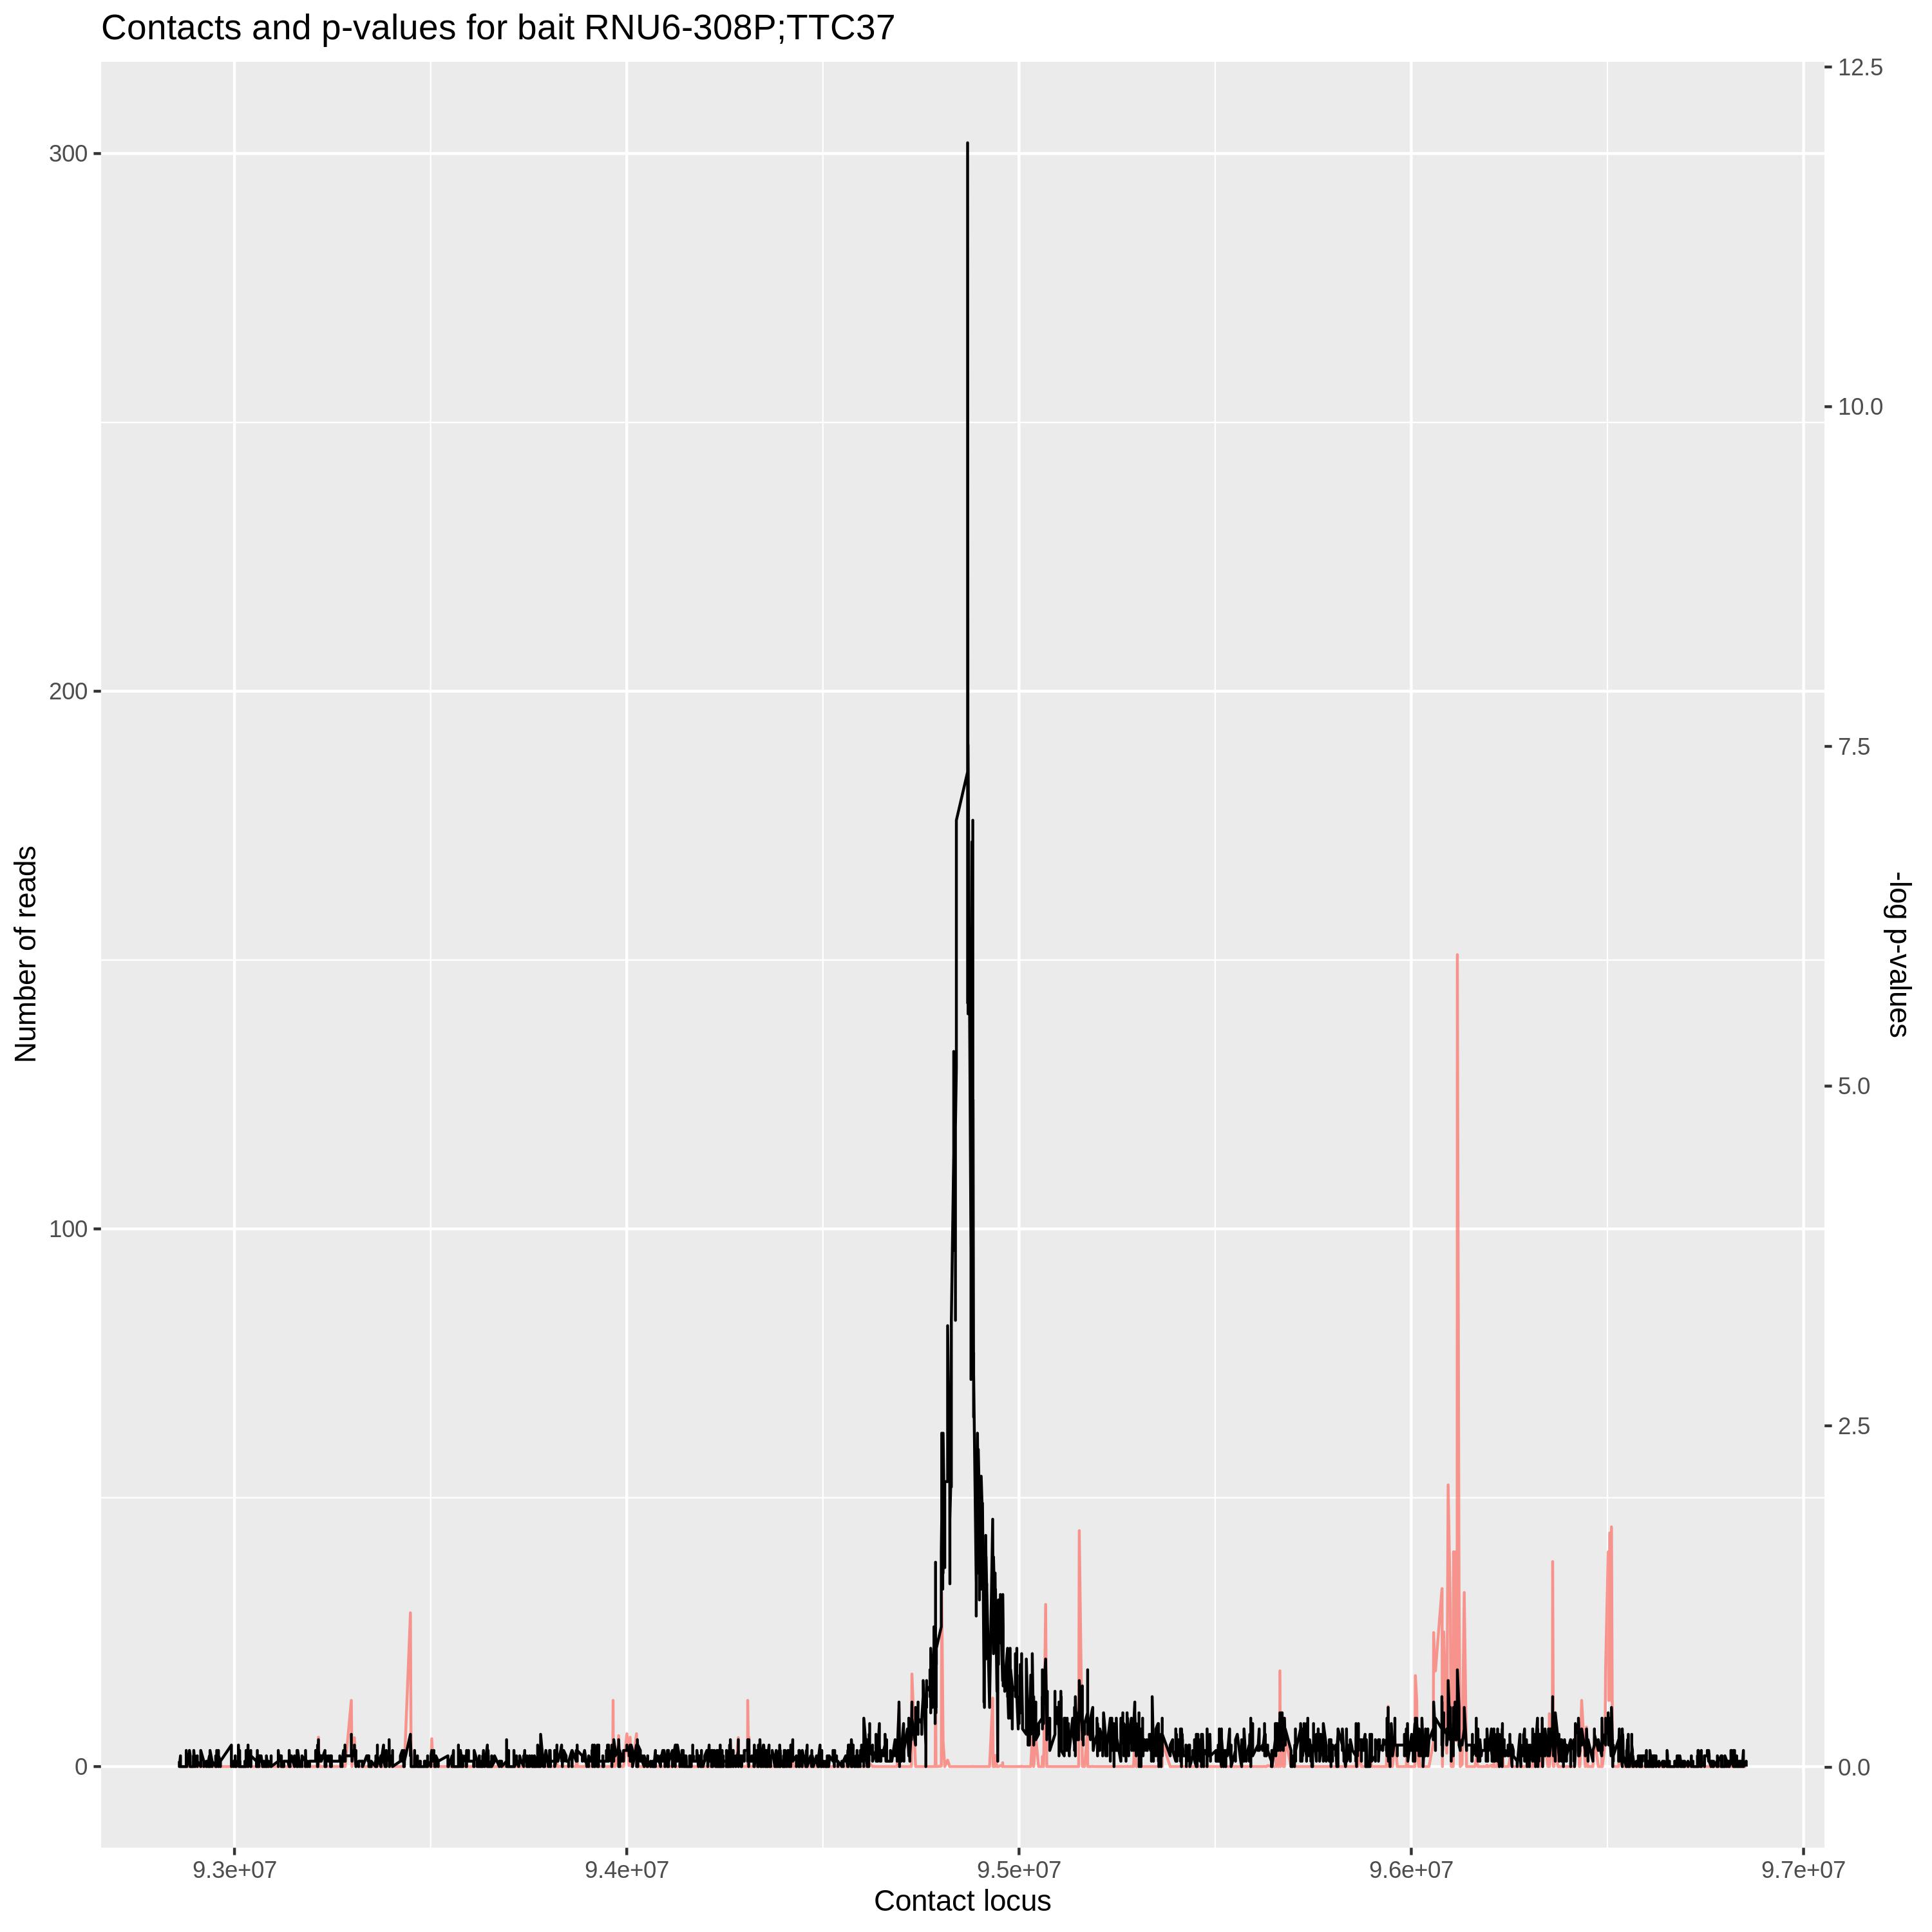 Contacts and p-values for bait RNU6-308P;TTC37
12.5
300
10.0
200
7.5
Number of reads
-log p-values
5.0
100
2.5
0
0.0
9.3e+07 9.4e+07 9.5e+07 9.6e+07 9.7e+07
Contact locus